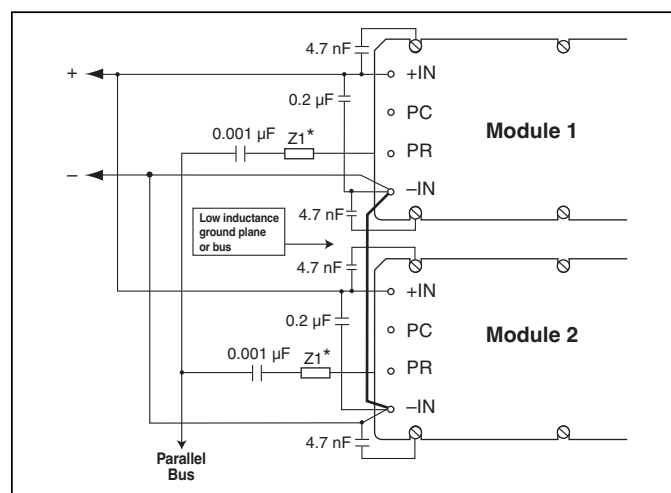 4.7 nF
+
+IN
0.2 µF
PC
Module 1
0.001 µF
Z1*
PR
–
–IN
4.7 nF
Low inductance
ground plane
or bus
4.7 nF
+IN
0.2 µF
PC
Module 2
0.001 µF
Z1*
PR
–IN
4.7 nF
Parallel
Bus